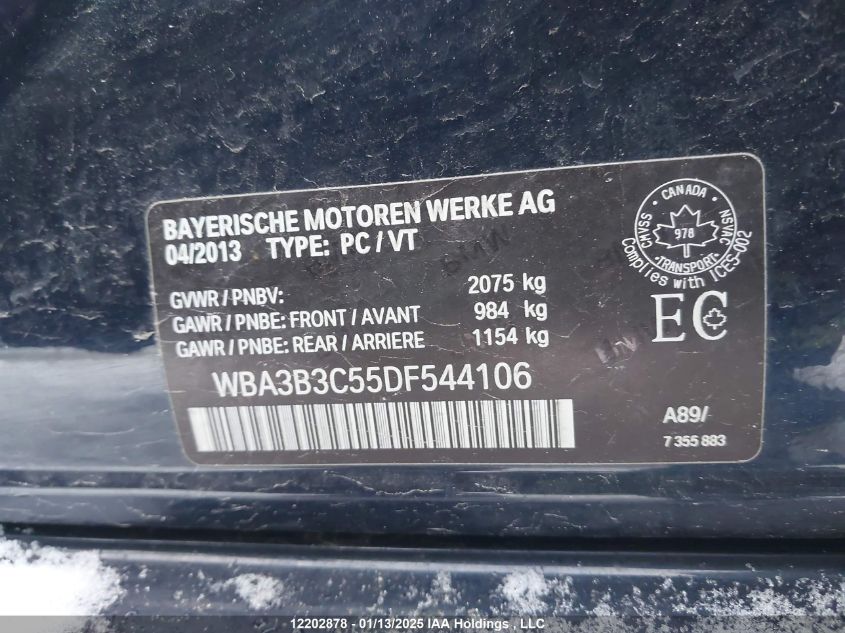 BAYERISCHE MOTOREN WERKE AG
04/2013 TYPE: PC / VT
GVWR / PNBV: 2075 kg
GAWR / PNBE: FRONT / AVANT 984 kg
GAWR / PNBE: REAR / ARRIERE 1154 kg
WBA3B3C55DF544106
CANADA
CMVSS NSVAC
978
TRANSPORT
Complies with ICES-002
EC
A89/
7 355 883
12202878 - 01/13/2025 IAA Holdings , LLC